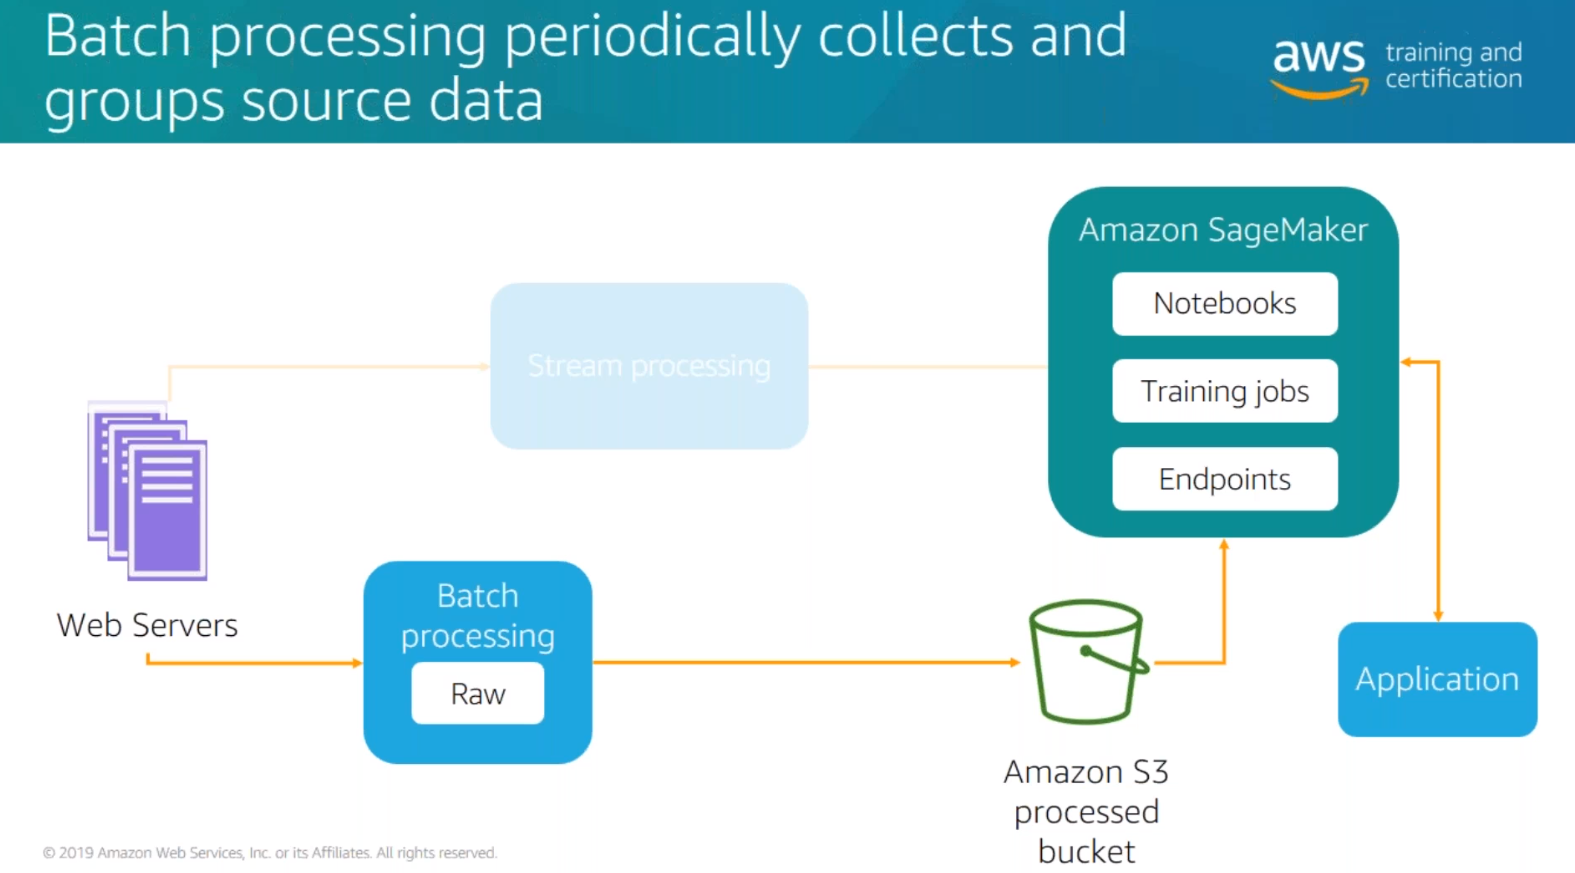 Batch processing periodically collects and
groups source data
aws
training and
certification
Amazon SageMaker
Notebooks
Training jobs
Endpoints
Stream processing
Web Servers
Batch
processing
Raw
Application
Amazon S3
processed
bucket
© 2019 Amazon Web Services, Inc. or its Affiliates. All rights reserved.